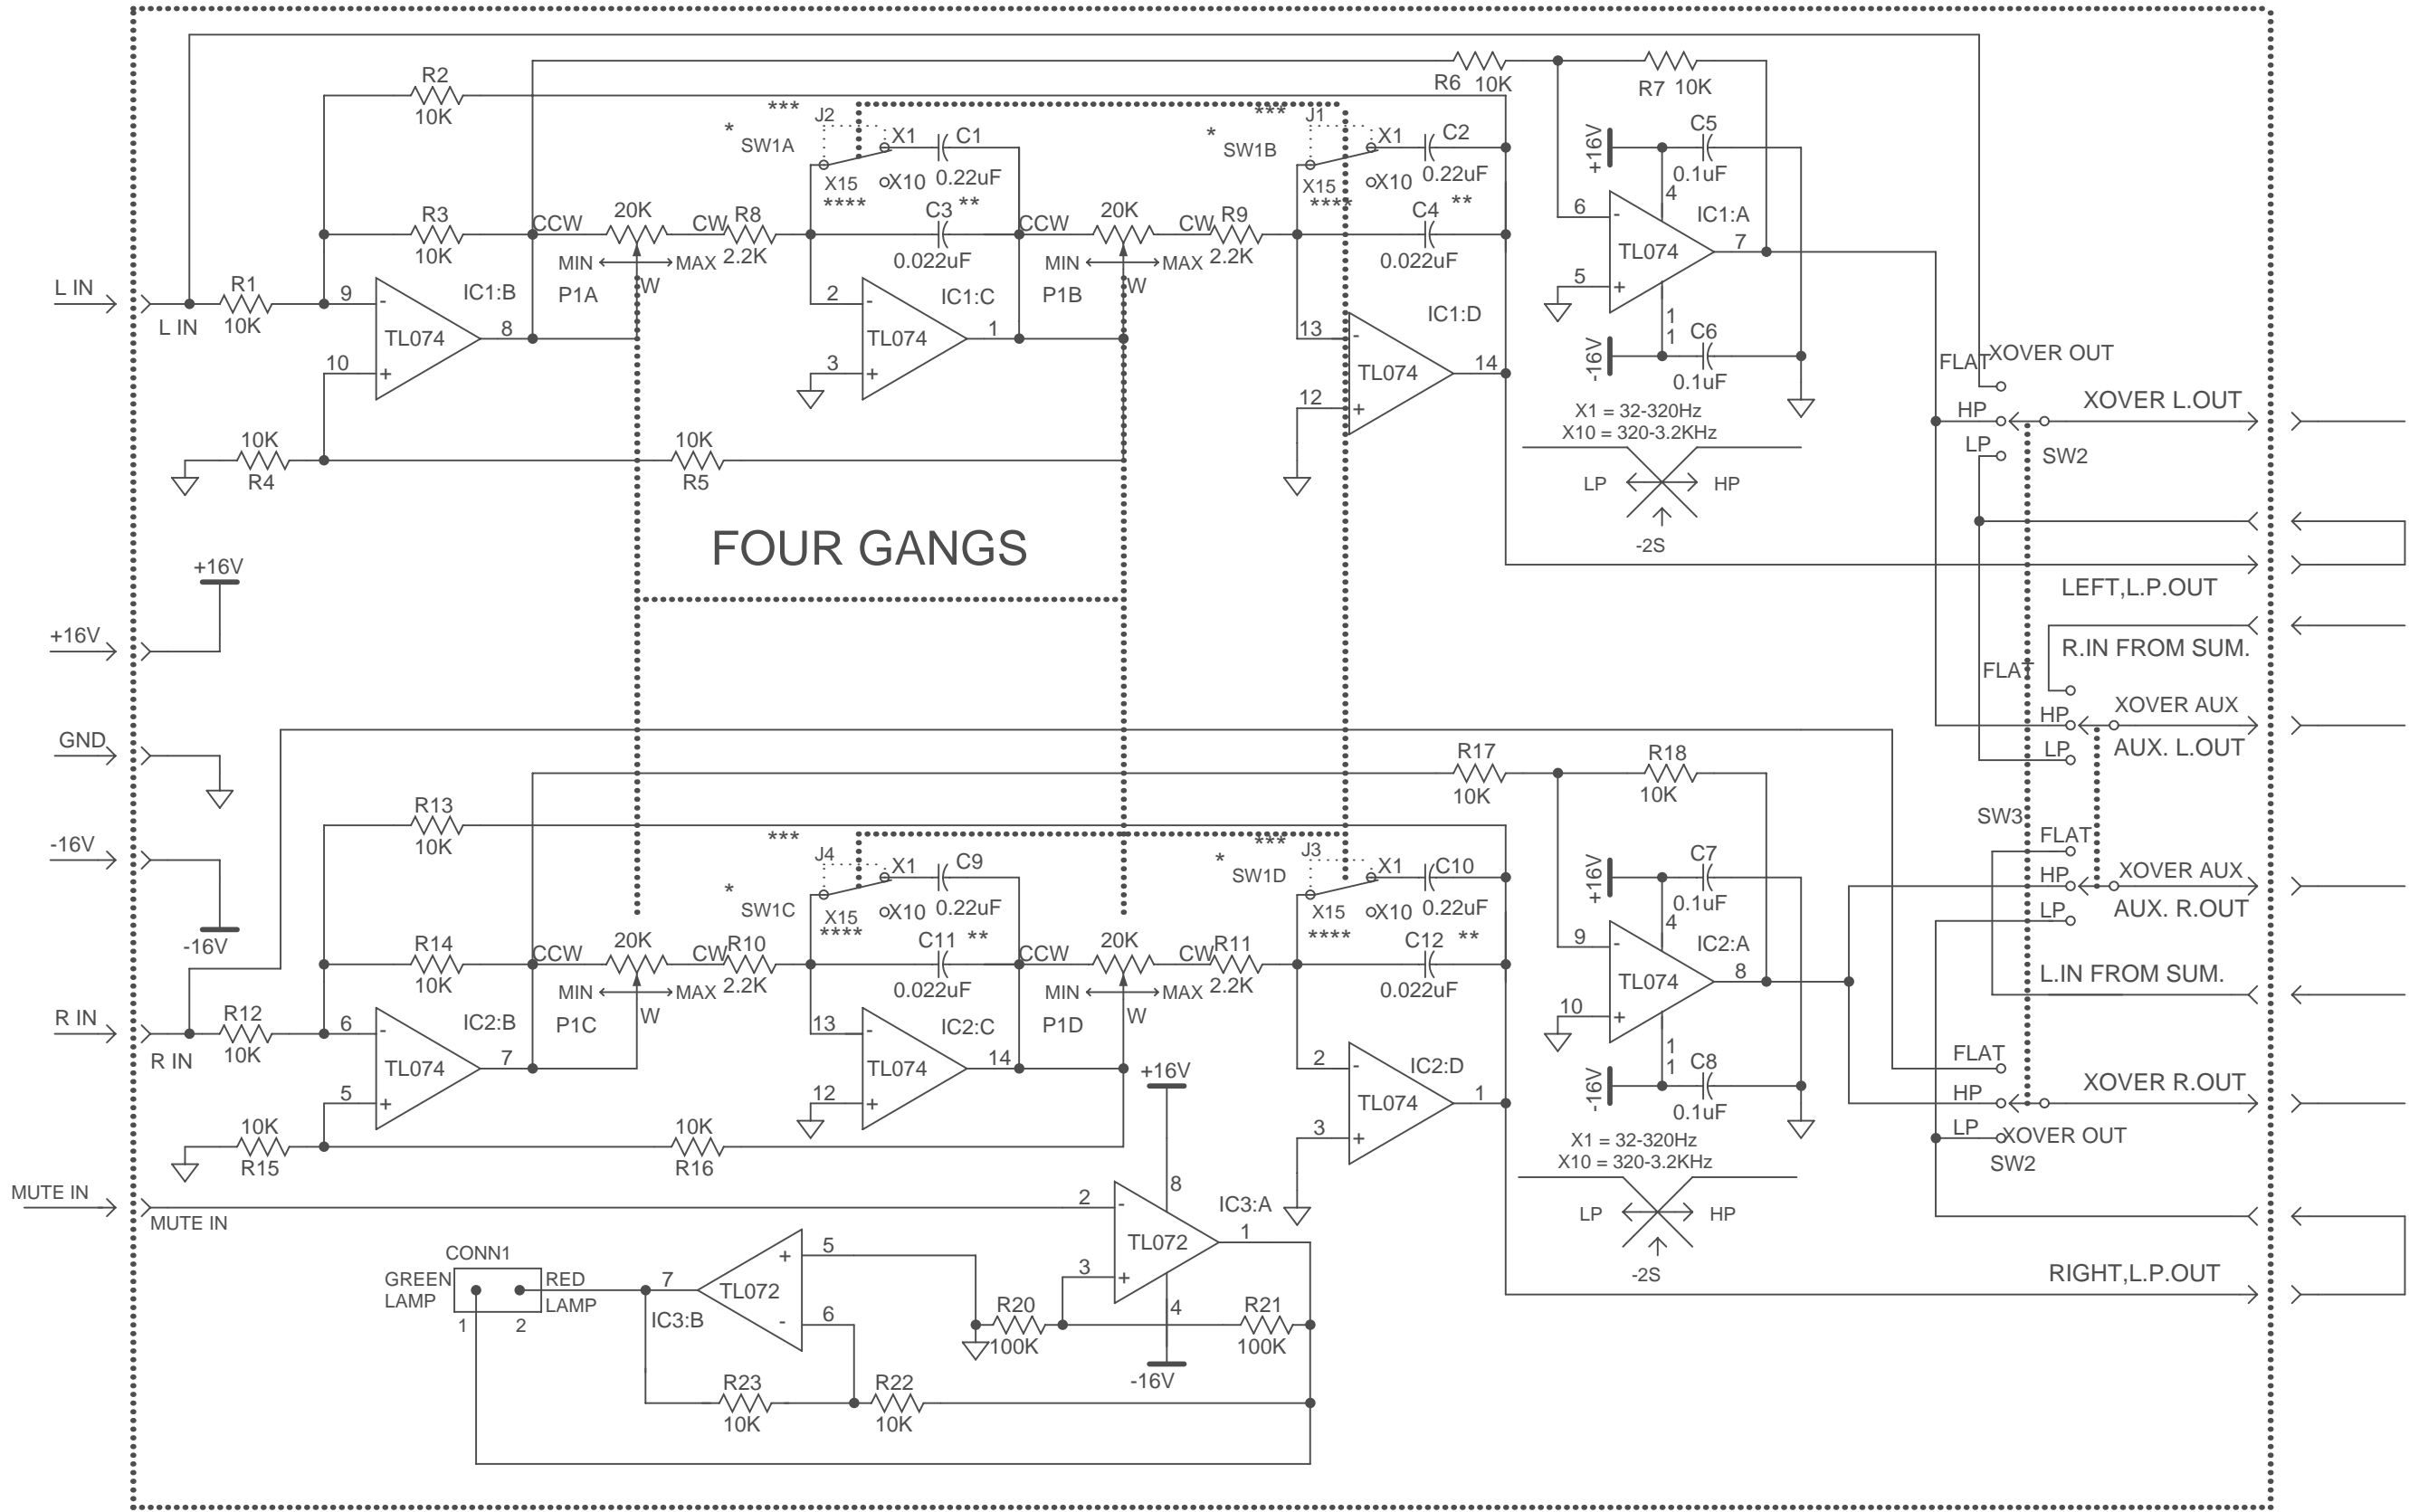 R2
10K
R6 10K
R7 10K
***
J2
*
SW1A
X1
C1
X15
X10
0.22uF
****
**
***
J1
*
SW1B
X1
C2
X15
X10
0.22uF
****
**
+16V
C5
0.1uF
4
R3
10K
CCW
20K
CW
R8
2.2K
C3
0.022uF
CCW
20K
CW
R9
2.2K
C4
0.022uF
MIN
MAX
W
P1A
MIN
MAX
W
P1B
6
-
IC1:A
TL074
7
5
+
L IN
L IN
R1
10K
9
-
IC1:B
TL074
8
10
+
2
-
IC1:C
TL074
1
3
+
IC1:D
13
-
TL074
14
12
+
1
1
C6
-16V
0.1uF
X1 = 32-320Hz
X10 = 320-3.2KHz
LP
HP
-2S
FLAT
XOVER OUT
HP
XOVER L.OUT
LP
SW2
10K
R4
10K
R5
FOUR GANGS
LEFT,L.P.OUT
+16V
+16V
R.IN FROM SUM.
FLAT
HP
XOVER AUX
LP
AUX. L.OUT
GND
-16V
-16V
R17
10K
R18
10K
SW3
FLAT
HP
XOVER AUX
LP
AUX. R.OUT
L.IN FROM SUM.
R13
10K
***
J4
*
SW1C
X1
C9
X15
X10
0.22uF
****
**
***
J3
*
SW1D
X1
C10
X15
X10
0.22uF
****
**
+16V
C7
0.1uF
4
R14
10K
CCW
20K
CW
R10
2.2K
C11
0.022uF
CCW
20K
CW
R11
2.2K
C12
0.022uF
MIN
MAX
W
P1C
MIN
MAX
W
P1D
9
-
IC2:A
TL074
8
10
+
R IN
R IN
R12
10K
6
-
IC2:B
TL074
7
5
+
13
-
IC2:C
TL074
14
12
+
IC2:D
2
-
TL074
1
3
+
1
1
C8
-16V
0.1uF
FLAT
HP
XOVER R.OUT
LP
XOVER OUT
SW2
10K
R15
10K
R16
X1 = 32-320Hz
X10 = 320-3.2KHz
LP
HP
-2S
RIGHT,L.P.OUT
MUTE IN
MUTE IN
+16V
8
2
-
IC3:A
TL072
1
3
+
4
-16V
CONN1
GREEN
LAMP
RED
LAMP
1
2
7
TL072
IC3:B
5
+
6
-
R20
100K
R21
100K
R23
10K
R22
10K